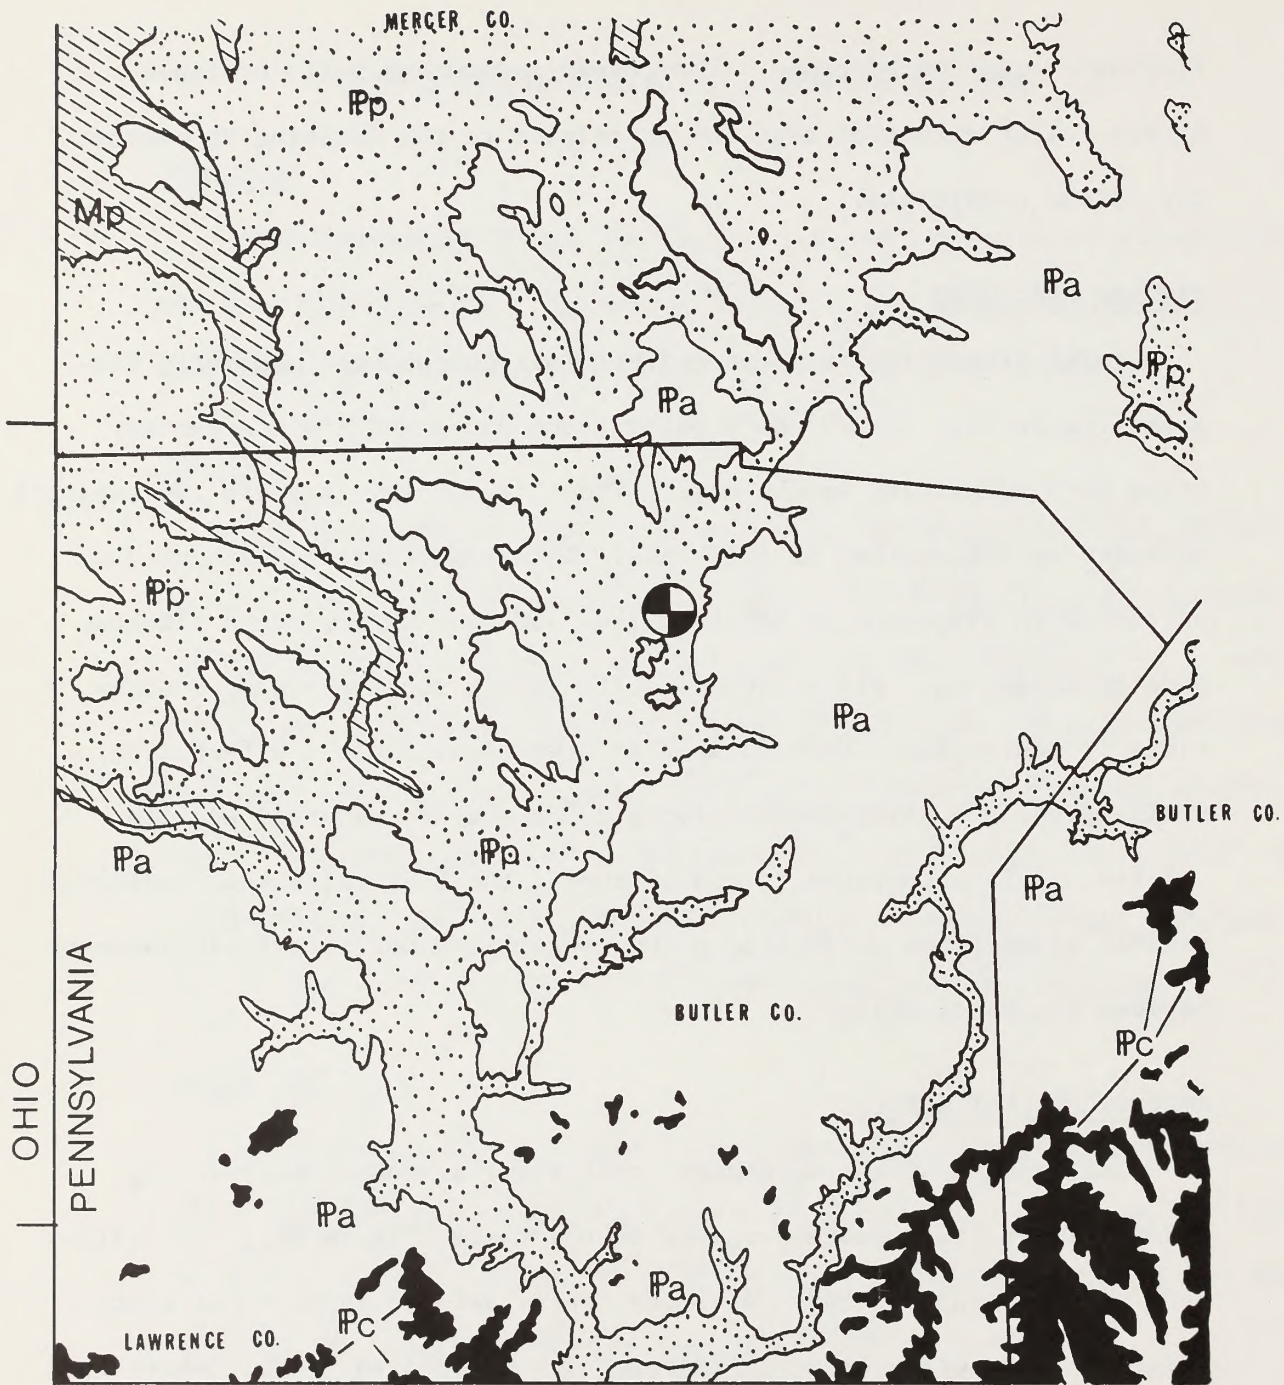 MERCER CO.
ℙp
Mp
ℙa
ℙp
ℙa
ℙp
ℙa
BUTLER CO.
ℙp
ℙa
ℙa
PENNSYLVANIA
BUTLER CO.
ℙc
OHIO
ℙa
ℙa
ℙc
LAWRENCE CO.